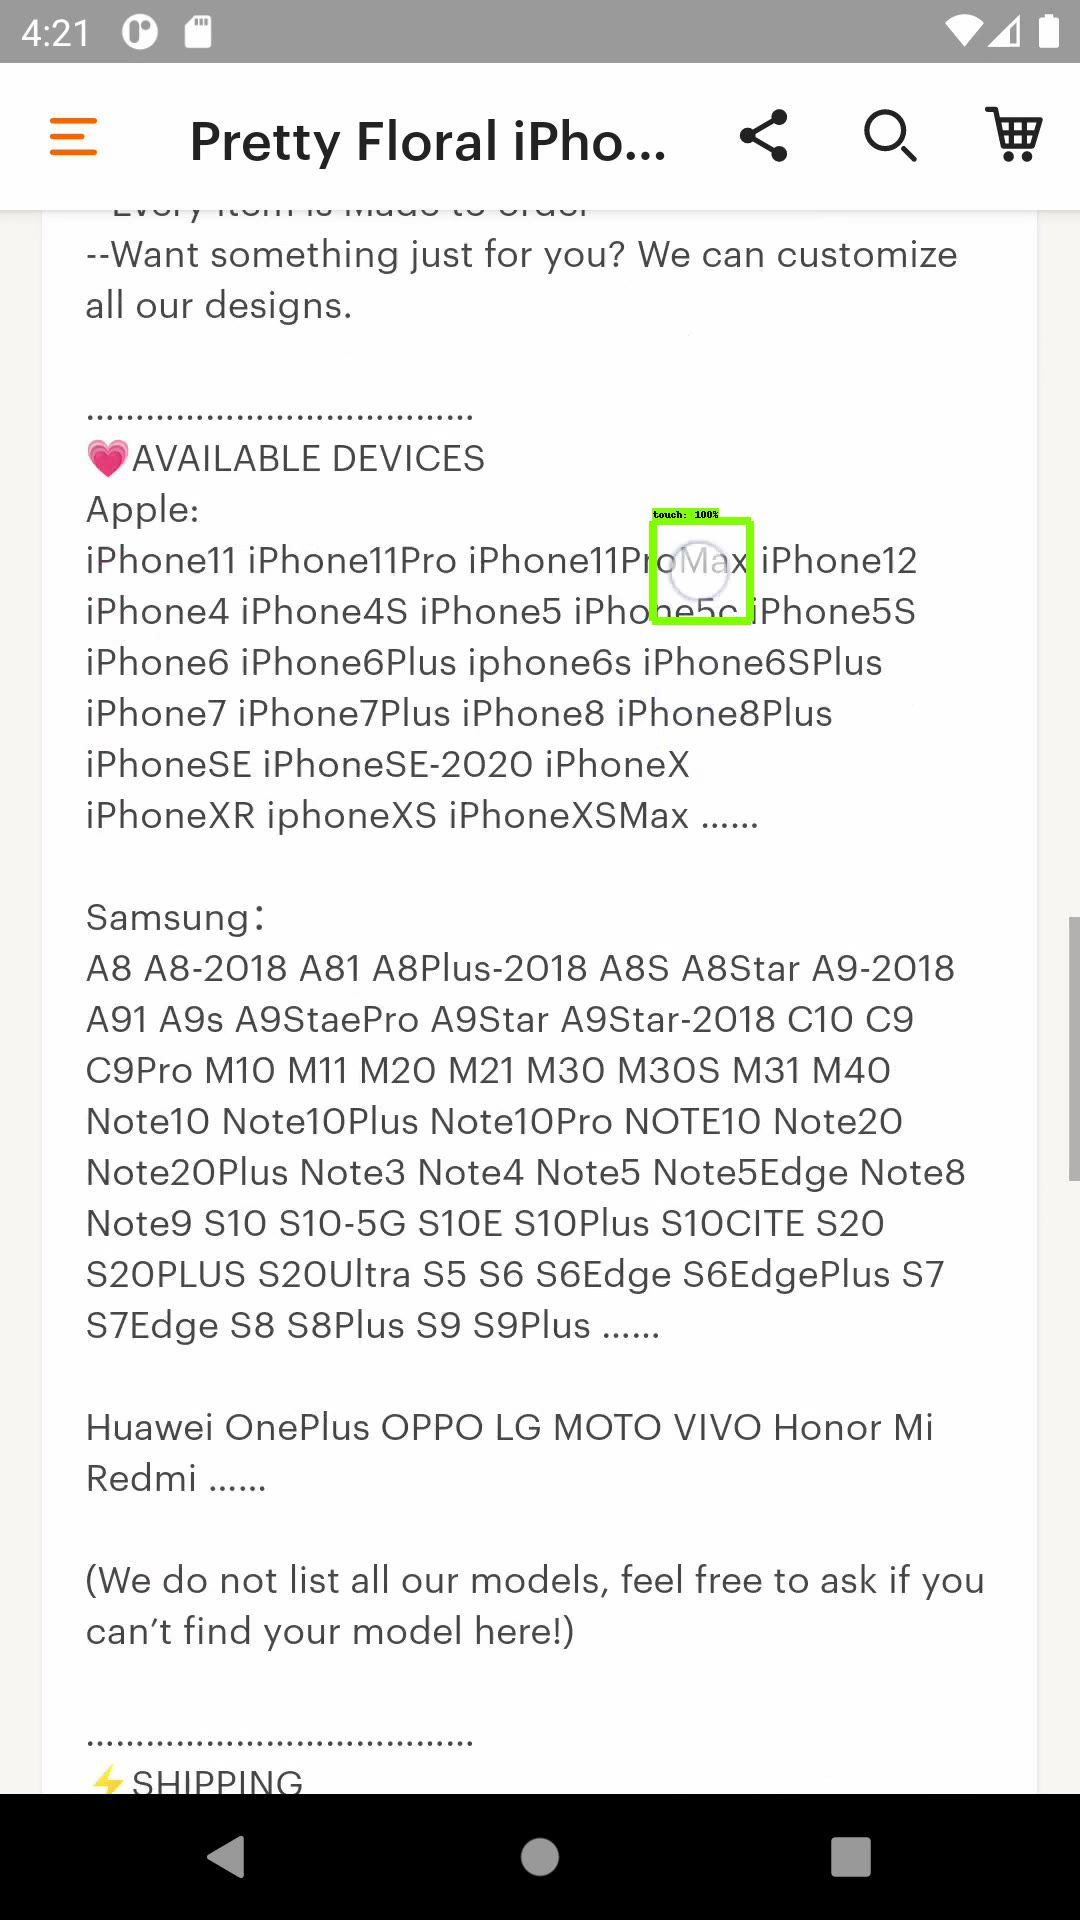 4:21
Pretty Floral iPho...
--Every item is Made to order
--Want something just for you? We can customize
all our designs.
.....................................
💗AVAILABLE DEVICES
Apple:
touch: 100%
iPhone11 iPhone11Pro iPhone11ProMax iPhone12
iPhone4 iPhone4S iPhone5 iPhone5c iPhone5S
iPhone6 iPhone6Plus iphone6s iPhone6SPlus
iPhone7 iPhone7Plus iPhone8 iPhone8Plus
iPhoneSE iPhoneSE-2020 iPhoneX
iPhoneXR iphoneXS iPhoneXSMax ......
Samsung：
A8 A8-2018 A81 A8Plus-2018 A8S A8Star A9-2018
A91 A9s A9StaePro A9Star A9Star-2018 C10 C9
C9Pro M10 M11 M20 M21 M30 M30S M31 M40
Note10 Note10Plus Note10Pro NOTE10 Note20
Note20Plus Note3 Note4 Note5 Note5Edge Note8
Note9 S10 S10-5G S10E S10Plus S10CITE S20
S20PLUS S20Ultra S5 S6 S6Edge S6EdgePlus S7
S7Edge S8 S8Plus S9 S9Plus ......
Huawei OnePlus OPPO LG MOTO VIVO Honor Mi
Redmi ......
(We do not list all our models, feel free to ask if you
can’t find your model here!)
.....................................
⚡SHIPPING